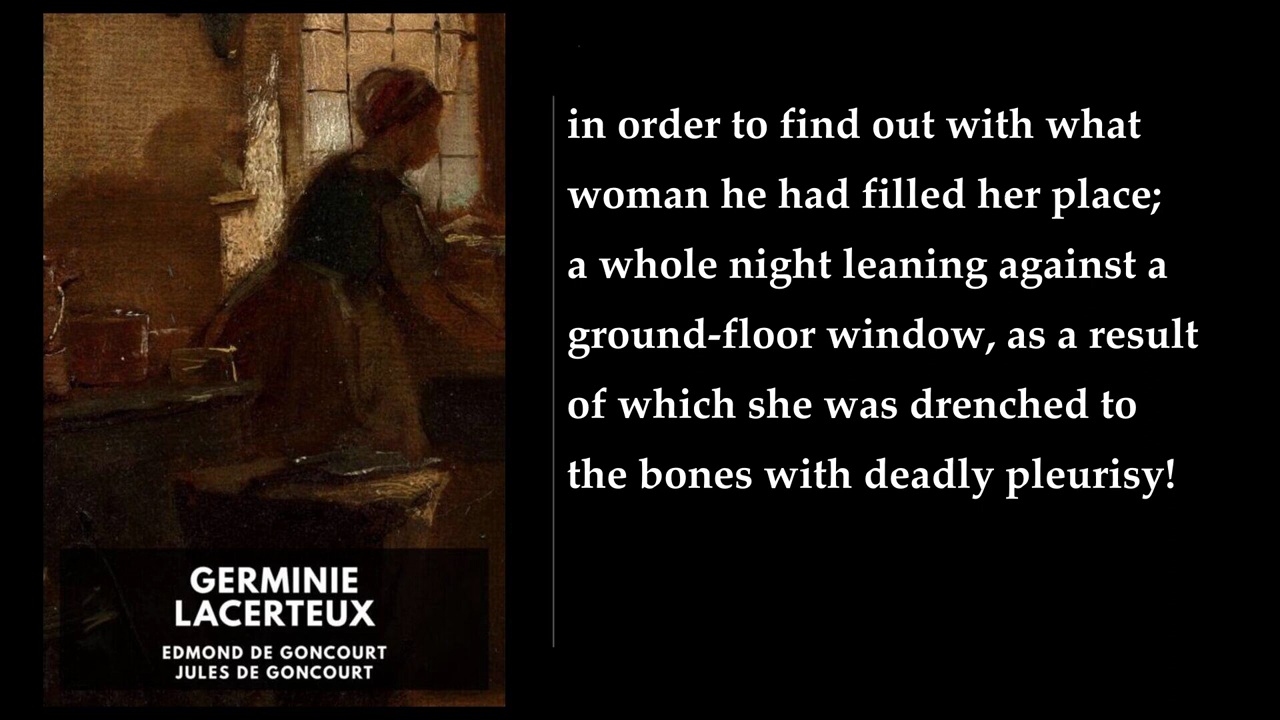 in order to find out with what
woman he had filled her place;
a whole night leaning against a
ground-floor window, as a result
of which she was drenched to
the bones with deadly pleurisy!
GERMINIE
LACERTEUX
EDMOND DE GONCOURT
JULES DE GONCOURT